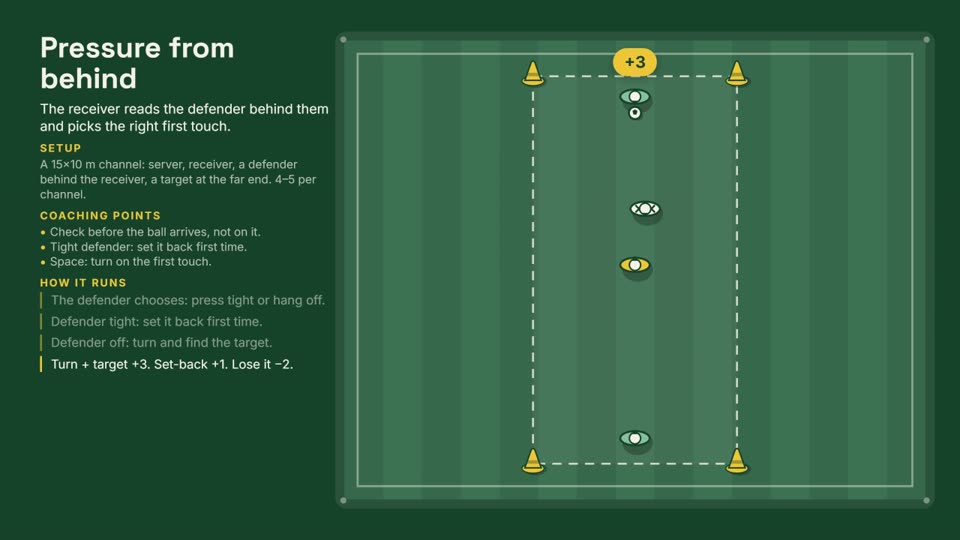 Pressure from
behind
The receiver reads the defender behind them
and picks the right first touch.
SETUP
A 15×10 m channel: server, receiver, a defender
behind the receiver, a target at the far end. 4–5 per
channel.
COACHING POINTS
• Check before the ball arrives, not on it.
• Tight defender: set it back first time.
• Space: turn on the first touch.
HOW IT RUNS
The defender chooses: press tight or hang off.
Defender tight: set it back first time.
Defender off: turn and find the target.
Turn + target +3. Set-back +1. Lose it −2.
+3